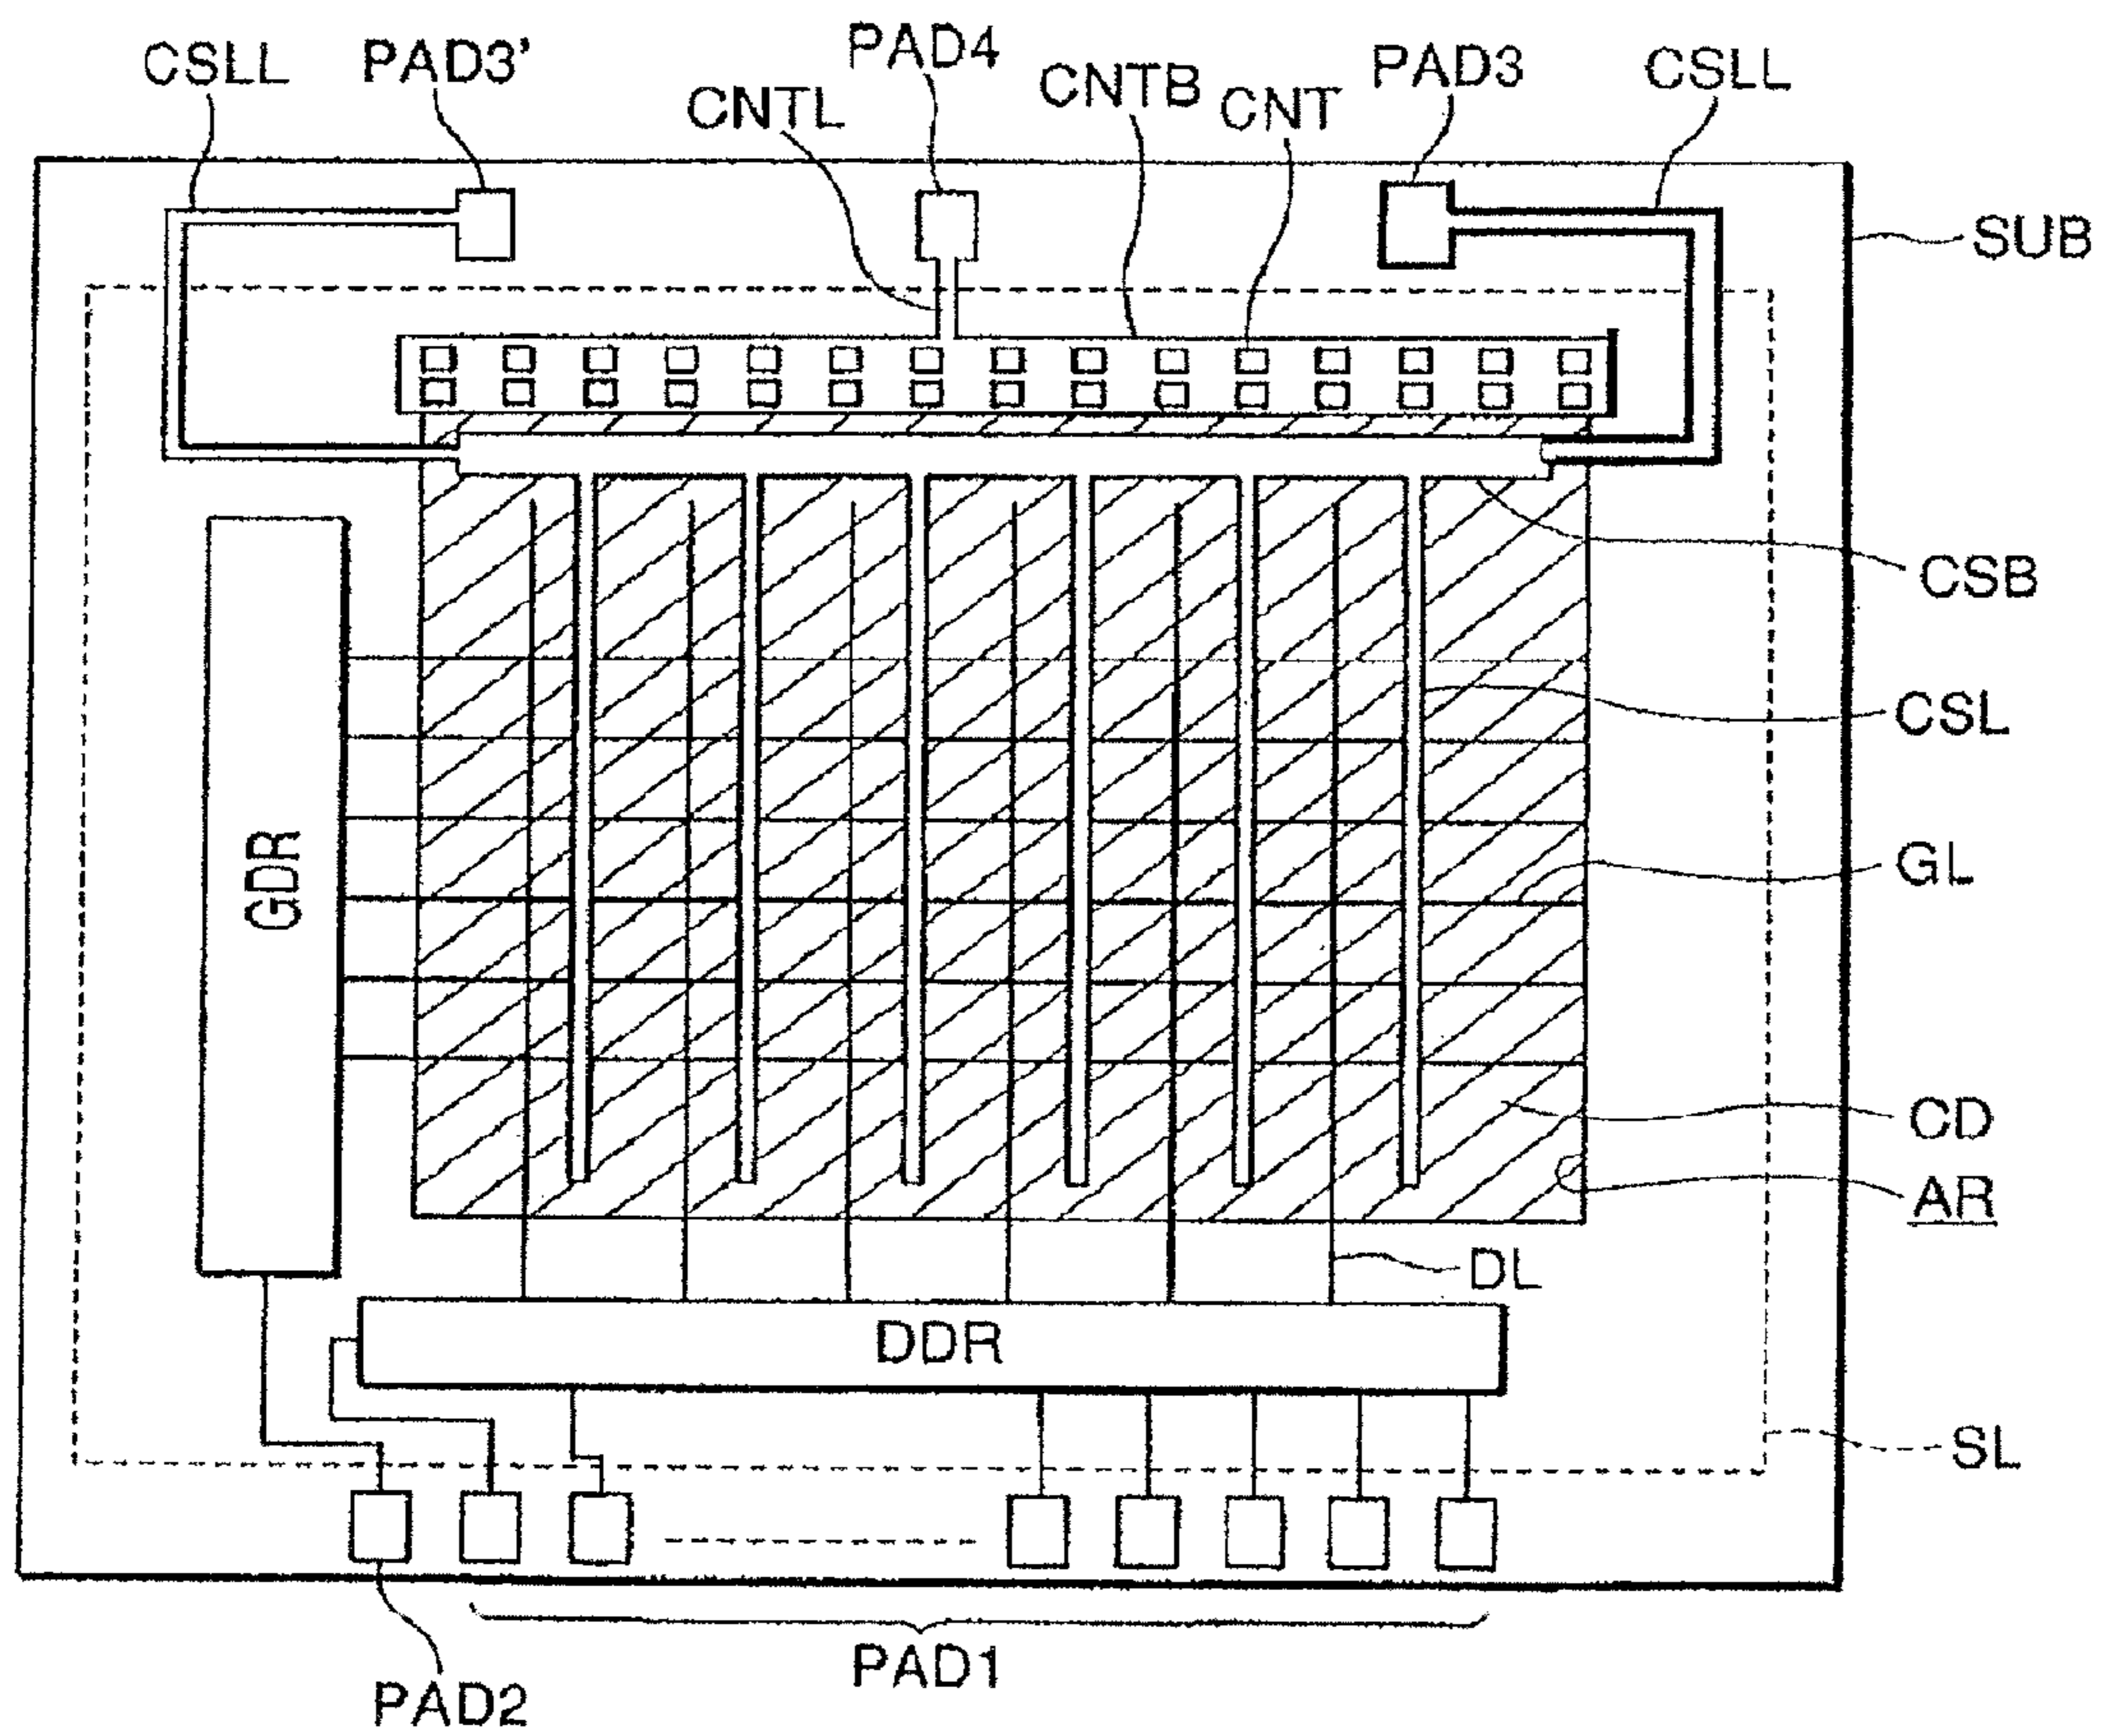 CSLL
PAD3’
PAD4
CNTL
CNTB
CNT
PAD3
CSLL
SUB
CSB
CSL
GL
GDR
CD
AR
DL
DDR
SL
PAD1
PAD2